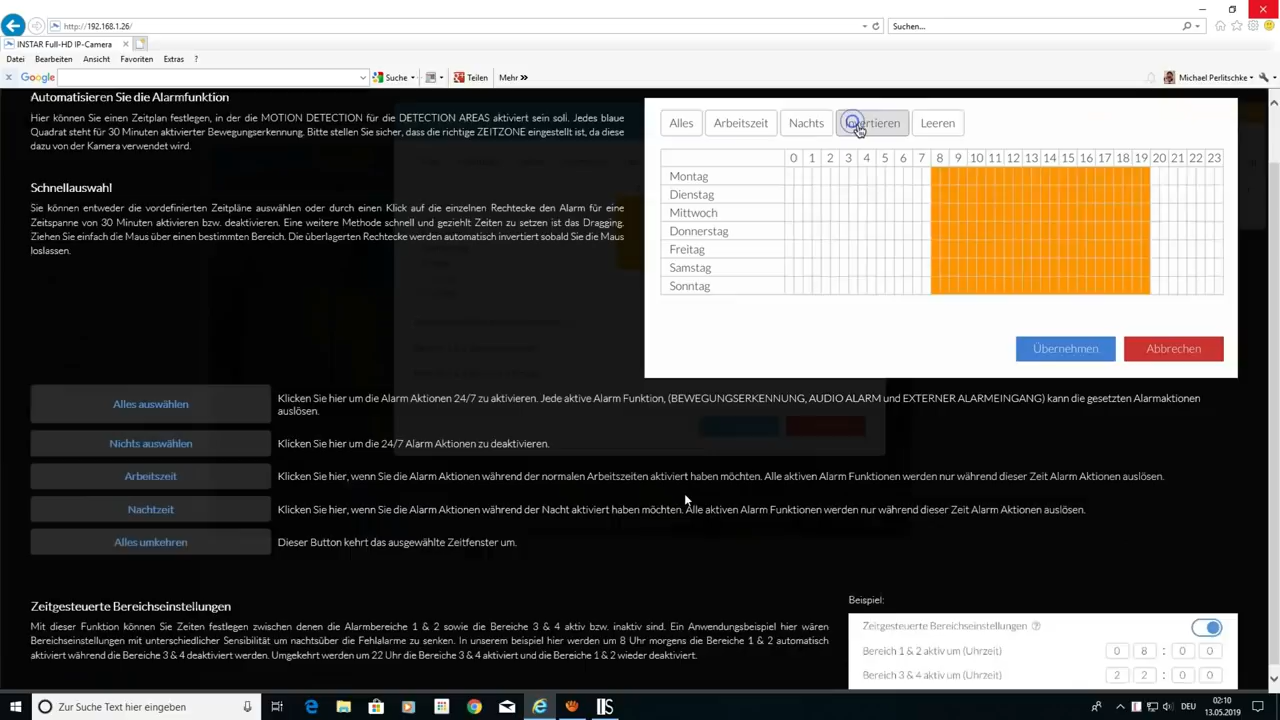 http://192.168.1.26/
Suchen...
INSTAR Full-HD IP-Camera
Datei Bearbeiten Ansicht Favoriten Extras ?
Google Suche Teilen Mehr »
Michael Perlitschke
Automatisieren Sie die Alarmfunktion
Hier können Sie einen Zeitplan festlegen, in der die MOTION DETECTION für die DETECTION AREAS aktiviert sein soll. Jedes blaue
Quadrat steht für 30 Minuten aktivierter Bewegungserkennung. Bitte stellen Sie sicher, dass die richtige ZEITZONE eingestellt ist, da diese
dazu von der Kamera verwendet wird.
Schnellauswahl
Sie können entweder die vordefinierten Zeitpläne auswählen oder durch einen Klick auf die einzelnen Rechtecke den Alarm für eine
Zeitspanne von 30 Minuten aktivieren bzw. deaktivieren. Eine weitere Methode schnell und gezielt Zeiten zu setzen ist das Dragging.
Ziehen Sie einfach die Maus über einen bestimmten Bereich. Die überlagerten Rechtecke werden automatisch invertiert sobald Sie die Maus
loslassen.
Alles Arbeitszeit Nachts Invertieren Leeren
0 1 2 3 4 5 6 7 8 9 10 11 12 13 14 15 16 17 18 19 20 21 22 23
Montag
Dienstag
Mittwoch
Donnerstag
Freitag
Samstag
Sonntag
Übernehmen Abbrechen
Alles auswählen Klicken Sie hier um die Alarm Aktionen 24/7 zu aktivieren. Jede aktive Alarm Funktion, (BEWEGUNGSERKENNUNG, AUDIO ALARM und EXTERNER ALARMEINGANG) kann die gesetzten Alarmaktionen
auslösen.
Nichts auswählen Klicken Sie hier um die 24/7 Alarm Aktionen zu deaktivieren.
Arbeitszeit Klicken Sie hier, wenn Sie die Alarm Aktionen während der normalen Arbeitszeiten aktiviert haben möchten. Alle aktiven Alarm Funktionen werden nur während dieser Zeit Alarm Aktionen auslösen.
Nachtzeit Klicken Sie hier, wenn Sie die Alarm Aktionen während der Nacht aktiviert haben möchten. Alle aktiven Alarm Funktionen werden nur während dieser Zeit Alarm Aktionen auslösen.
Alles umkehren Dieser Button kehrt das ausgewählte Zeitfenster um.
Zeitgesteuerte Bereichseinstellungen
Mit dieser Funktion können Sie Zeiten festlegen zwischen denen die Alarmbereiche 1 & 2 sowie die Bereiche 3 & 4 aktiv bzw. inaktiv sind. Ein Anwendungsbeispiel hier wären
Bereichseinstellungen mit unterschiedlicher Sensibilität um nachtsüber die Fehlalarme zu senken. In unserem beispiel hier werden um 8 Uhr morgens die Bereiche 1 & 2 automatisch
aktiviert während die Bereiche 3 & 4 deaktiviert werden. Umgekehrt werden um 22 Uhr die Bereiche 3 & 4 aktiviert und die Bereiche 1 & 2 wieder deaktiviert.
Beispiel:
Zeitgesteuerte Bereichseinstellungen
Bereich 1 & 2 aktiv um (Uhrzeit) 0 8 : 0 0
Bereich 3 & 4 aktiv um (Uhrzeit) 2 2 : 0 0
Zur Suche Text hier eingeben
DEU
02:10
13.05.2019